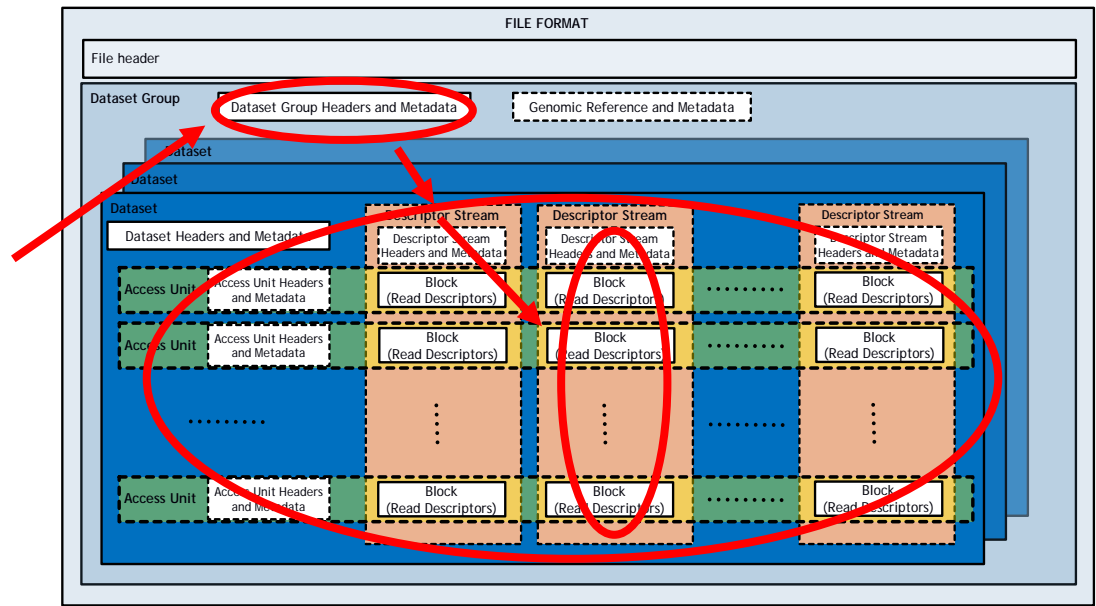 FILE FORMAT
File header
Dataset Group
Dataset Group Headers and Metadata
Genomic Reference and Metadata
Dataset
Dataset
Dataset
Dataset Headers and Metadata
Descriptor Stream
Descriptor Stream
Headers and Metadata
Descriptor Stream
Descriptor Stream
Headers and Metadata
Descriptor Stream
Descriptor Stream
Headers and Metadata
Access Unit
Access Unit Headers
and Metadata
Block
(Read Descriptors)
Block
(Read Descriptors)
Block
(Read Descriptors)
Access Unit
Access Unit Headers
and Metadata
Block
(Read Descriptors)
Block
(Read Descriptors)
Block
(Read Descriptors)
Access Unit
Access Unit Headers
and Metadata
Block
(Read Descriptors)
Block
(Read Descriptors)
Block
(Read Descriptors)